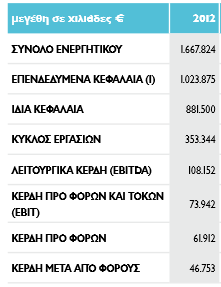 μεγέθη σε χιλιάδες € 2012
ΣΥΝΟΛΟ ΕΝΕΡΓΗΤΙΚΟΥ 1.667.824
ΕΠΕΝΔΕΔΥΜΕΝΑ ΚΕΦΑΛΑΙΑ (Ι) 1.023.875
ΙΔΙΑ ΚΕΦΑΛΑΙΑ 881.500
ΚΥΚΛΟΣ ΕΡΓΑΣΙΩΝ 353.344
ΛΕΙΤΟΥΡΓΙΚΑ ΚΕΡΔΗ (EBITDA) 108.152
ΚΕΡΔΗ ΠΡΟ ΦΟΡΩΝ ΚΑΙ ΤΟΚΩΝ
(EBIT) 73.942
ΚΕΡΔΗ ΠΡΟ ΦΟΡΩΝ 61.912
ΚΕΡΔΗ ΜΕΤΑ ΑΠΟ ΦΟΡΟΥΣ 46.753